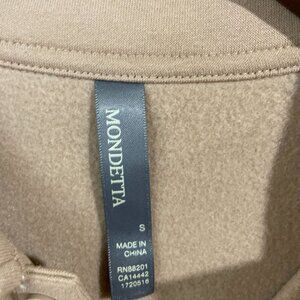 MONDETTA
S
MADE IN
CHINA
RN88201
CA14442
1720516